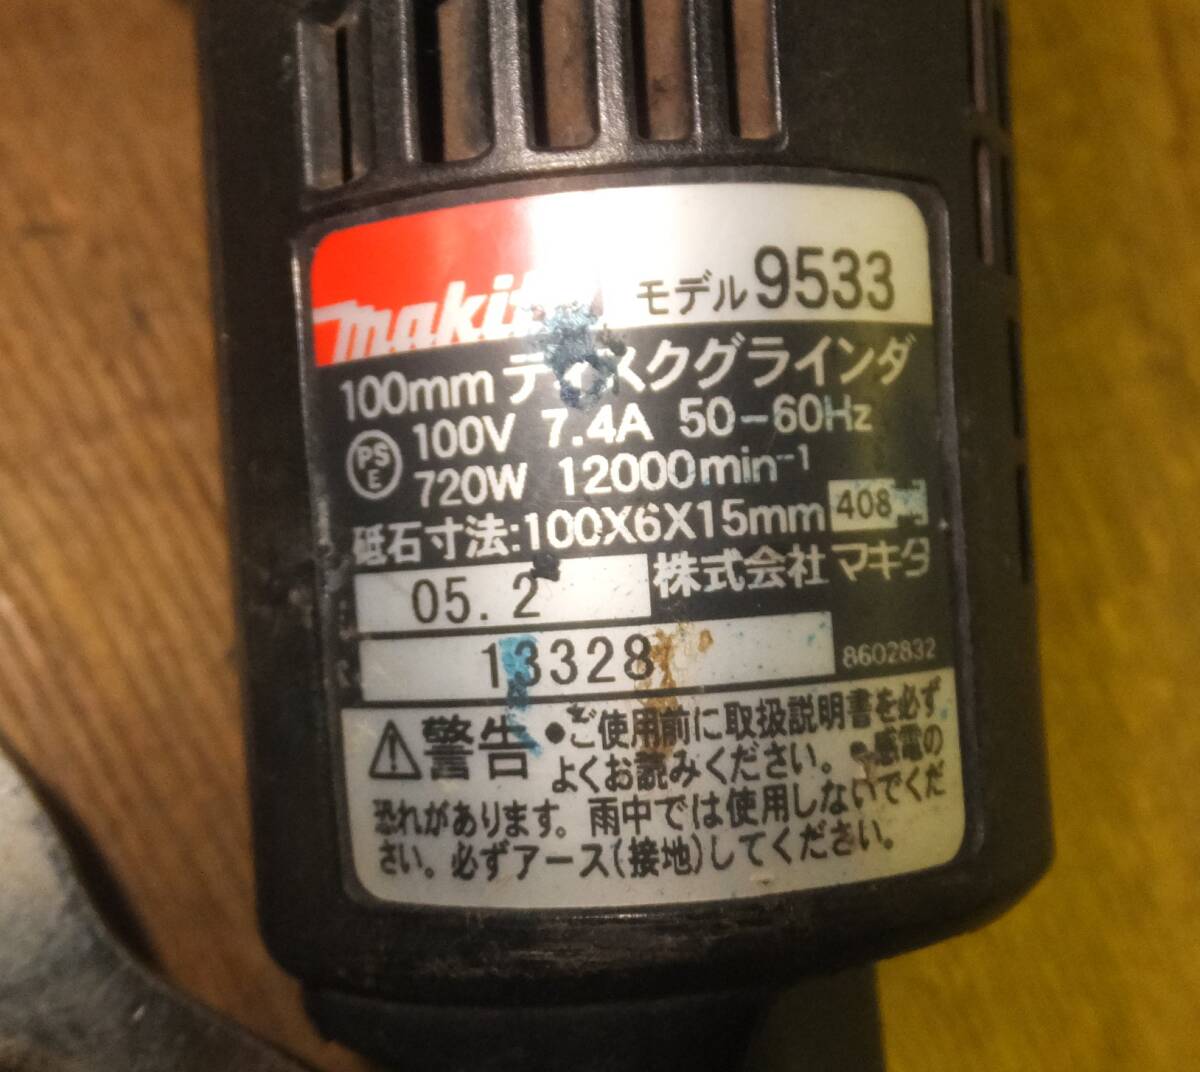 makita
モデル9533
100mm ディスクグラインダ
PS
E
100V 7.4A 50-60Hz
720W 12000min-1
砥石寸法:100X6X15mm
408
株式会社マキタ
05.2
13328
8602832
⚠警告 ●ご使用前に取扱説明書を必ず
よくお読みください。●感電の
恐れがあります。雨中では使用しないでくだ
さい。必ずアース(接地)してください。